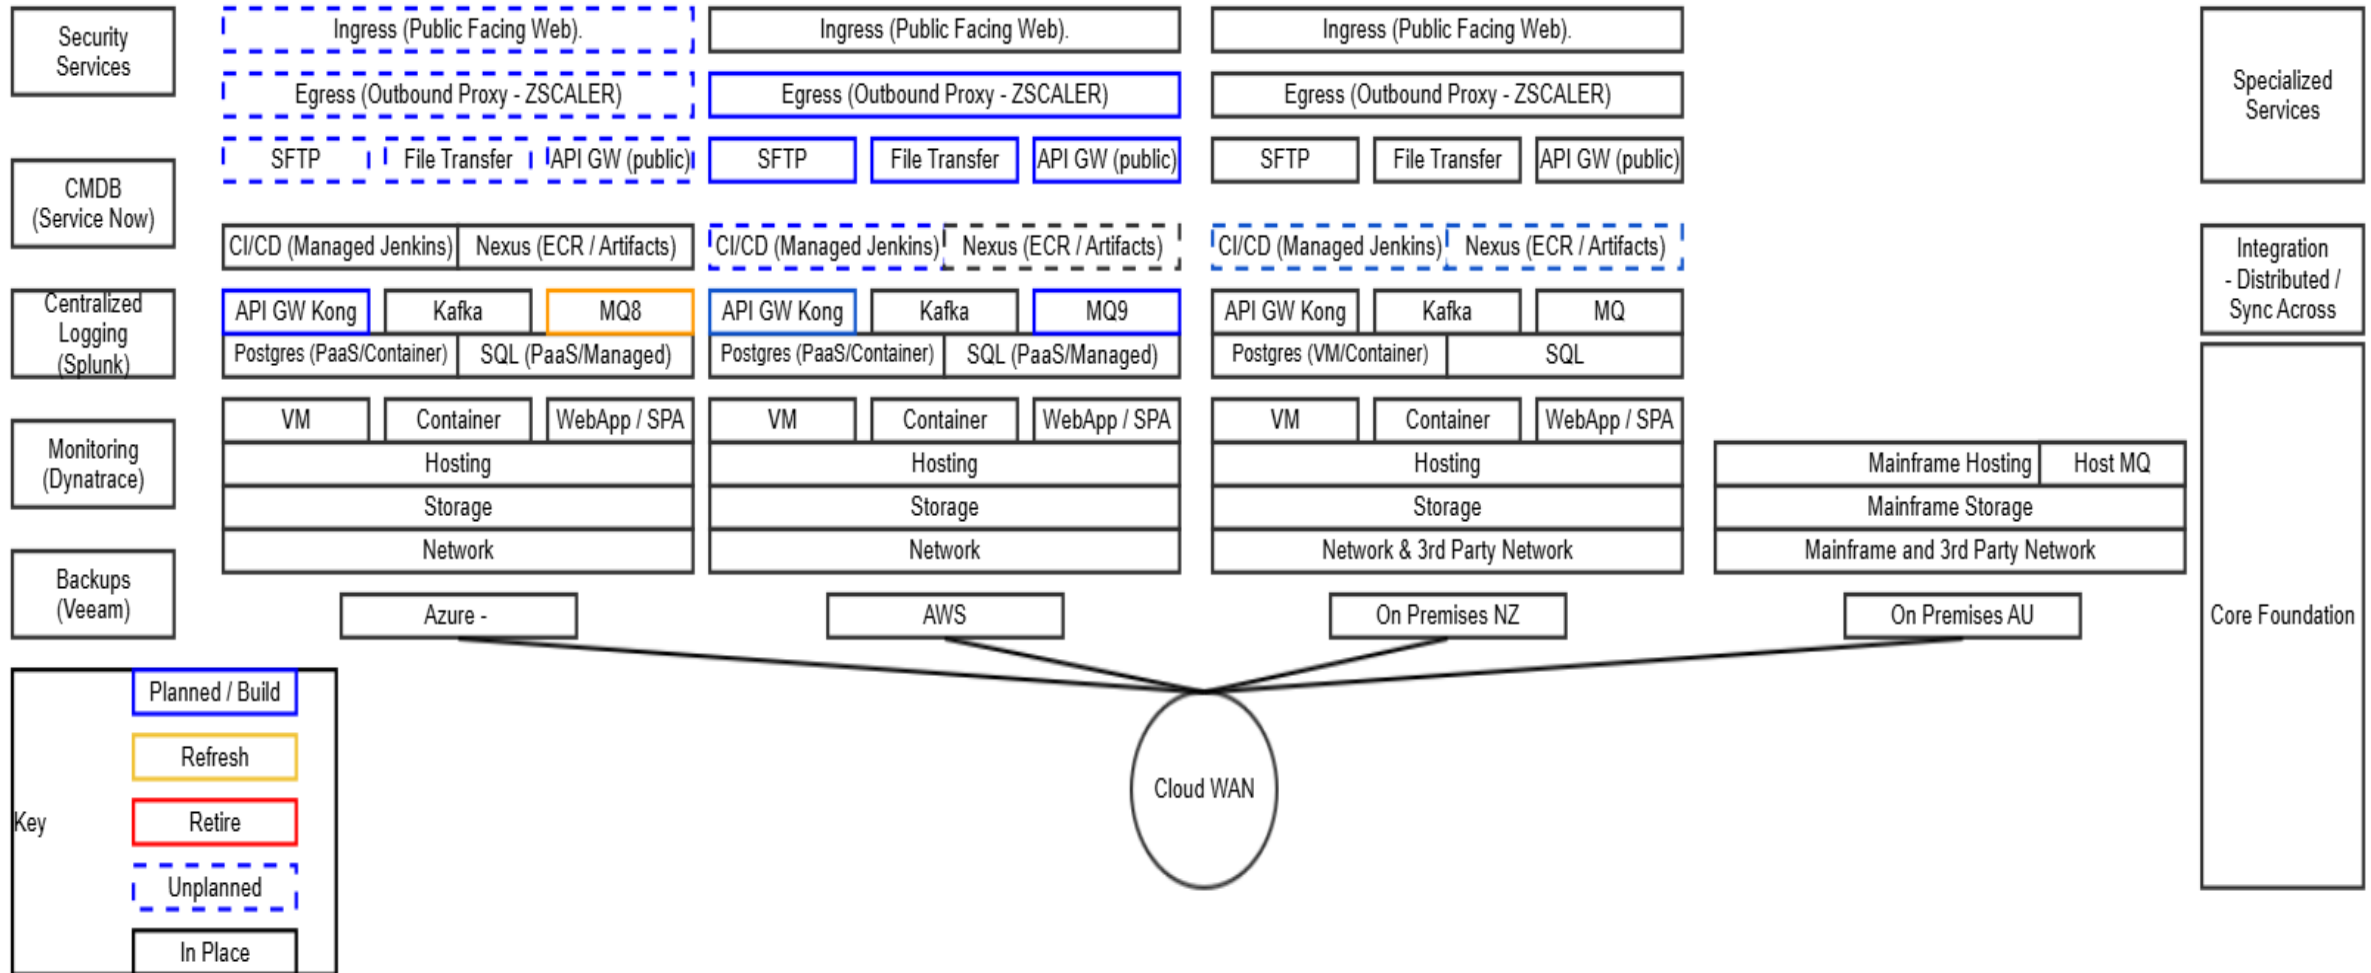 Security
Services
CMDB
(Service Now)
Centralized
Logging
(Splunk)
Monitoring
(Dynatrace)
Backups
(Veeam)
Ingress (Public Facing Web).
Egress (Outbound Proxy - ZSCALER)
SFTP
File Transfer
API GW (public)
CI/CD (Managed Jenkins)
Nexus (ECR / Artifacts)
API GW Kong
Kafka
MQ8
Postgres (PaaS/Container)
SQL (PaaS/Managed)
VM
Container
WebApp / SPA
Hosting
Storage
Network
Azure -
Ingress (Public Facing Web).
Egress (Outbound Proxy - ZSCALER)
SFTP
File Transfer
API GW (public)
CI/CD (Managed Jenkins)
Nexus (ECR / Artifacts)
API GW Kong
Kafka
MQ9
Postgres (PaaS/Container)
SQL (PaaS/Managed)
VM
Container
WebApp / SPA
Hosting
Storage
Network
AWS
Ingress (Public Facing Web).
Egress (Outbound Proxy - ZSCALER)
SFTP
File Transfer
API GW (public)
CI/CD (Managed Jenkins)
Nexus (ECR / Artifacts)
API GW Kong
Kafka
MQ
Postgres (VM/Container)
SQL
VM
Container
WebApp / SPA
Hosting
Storage
Network & 3rd Party Network
On Premises NZ
Mainframe Hosting
Host MQ
Mainframe Storage
Mainframe and 3rd Party Network
On Premises AU
Specialized
Services
Integration
- Distributed /
Sync Across
Core Foundation
Cloud WAN
Key
Planned / Build
Refresh
Retire
Unplanned
In Place